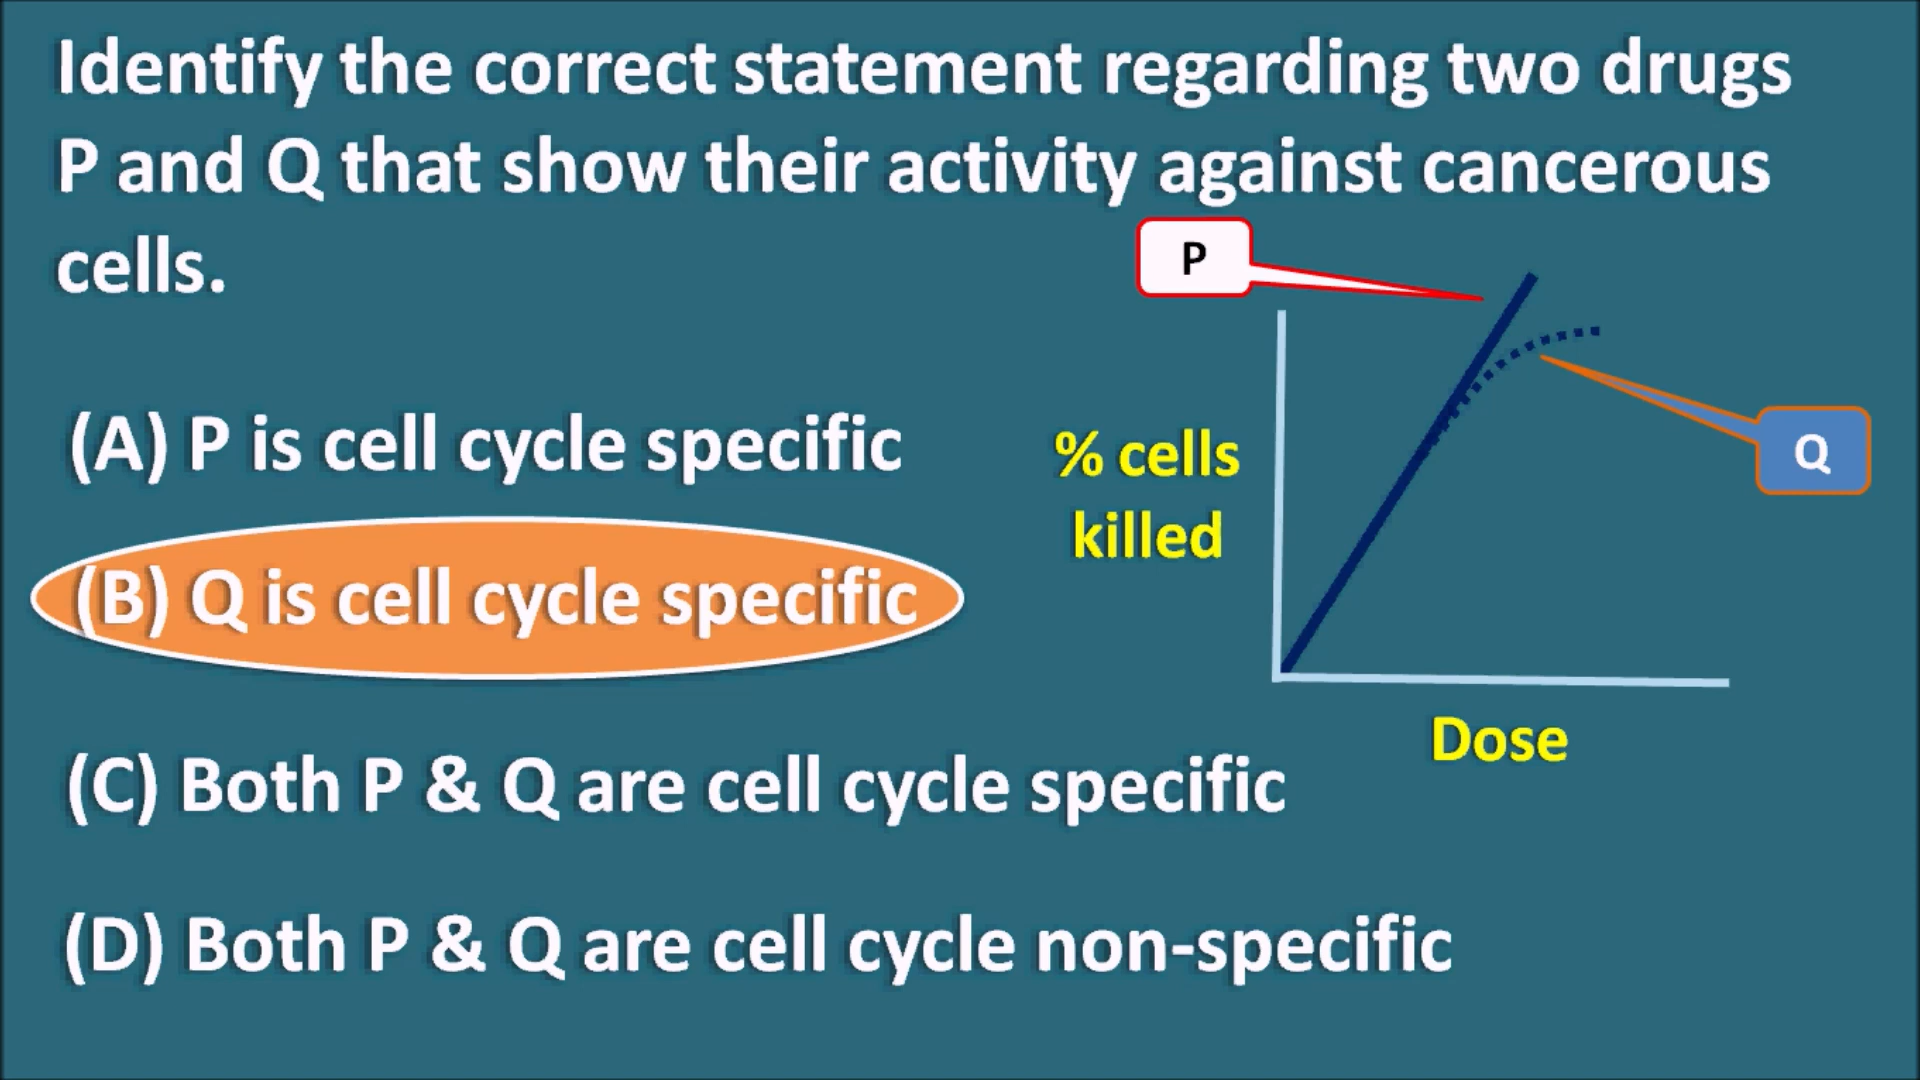 Identify the correct statement regarding two drugs
P and Q that show their activity against cancerous
cells.
P
(A) P is cell cycle specific
% cells
killed
Q
(B) Q is cell cycle specific
Dose
(C) Both P & Q are cell cycle specific
(D) Both P & Q are cell cycle non-specific